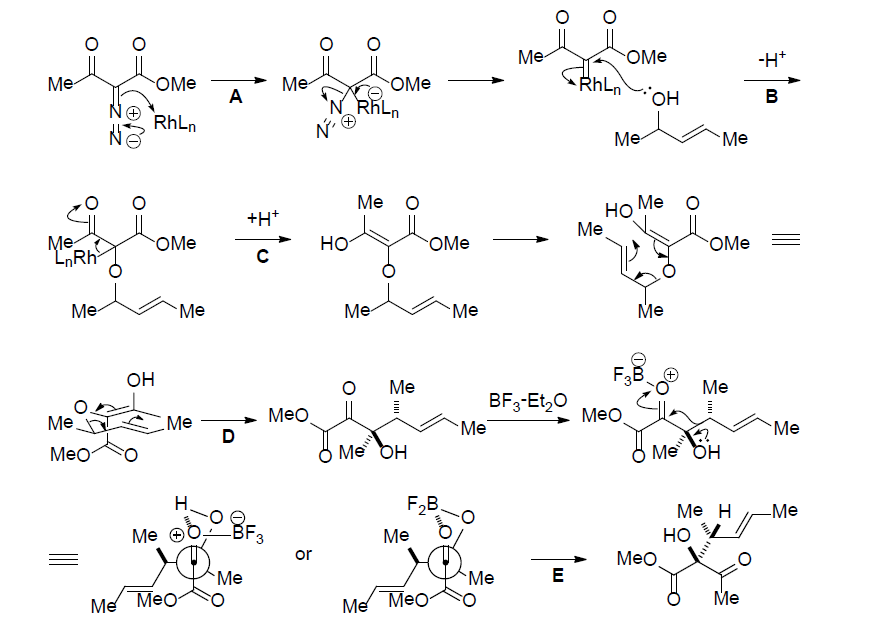 O O O O O O
Me OMe Me OMe Me OMe -H+
A RhLn B
N ⊕ RhLn N ⊖ RhLn OH
N ⊖ N ⊕ Me Me
O O Me O HO Me O
Me OMe +H+ HO OMe Me OMe
LnRh C O O
O Me Me Me
Me Me
OH O Me F3B ⊖ O ⊕ Me
O Me Me MeO Me BF3-Et2O MeO Me
MeO O D O Me OH O Me OH
H O ⊖ F2B O Me H Me
Me ⊕ O BF3 or Me O HO
Me Me MeO O
Me MeO O Me MeO O E O Me